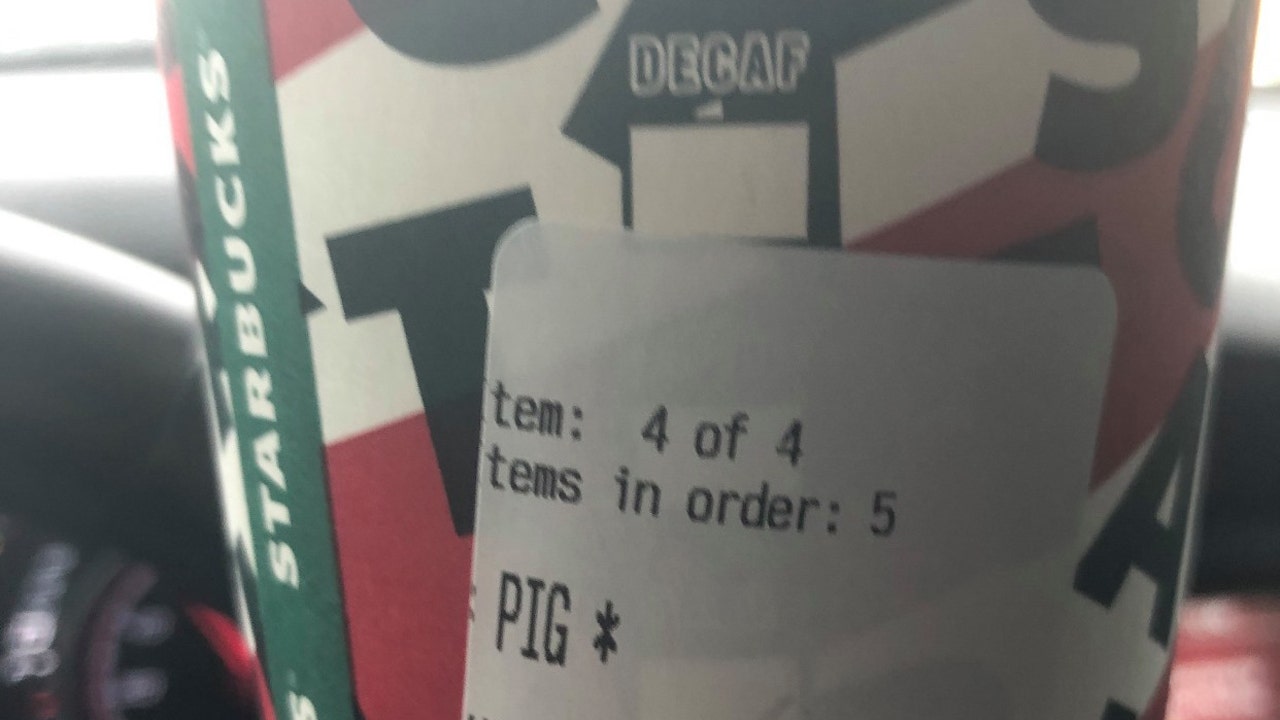 STARBUCKS
DECAF
tem: 4 of 4
tems in order: 5
PIG *